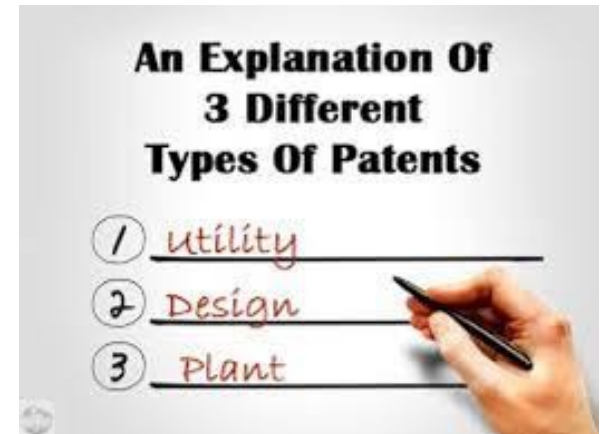 An Explanation Of
3 Different
Types Of Patents
1 Utility
2 Design
3 Plant